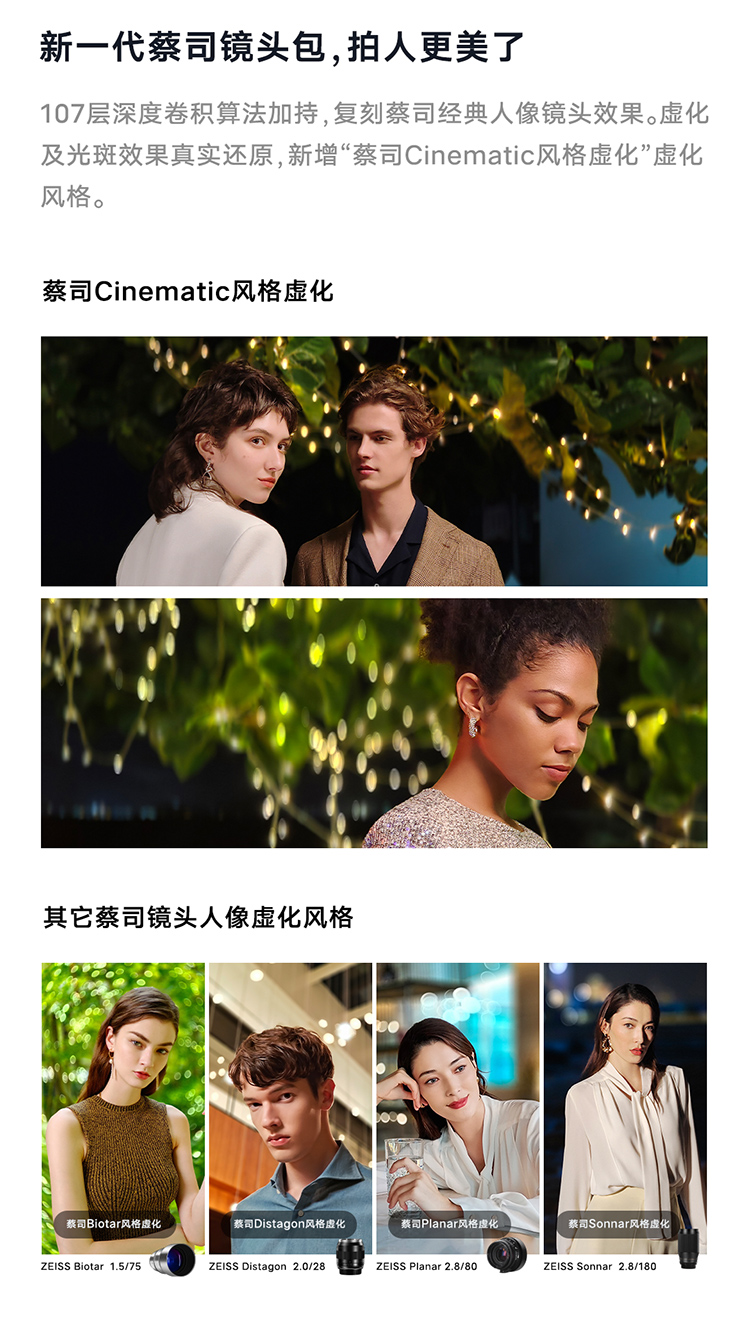 新一代蔡司镜头包,拍人更美了
107层深度卷积算法加持,复刻蔡司经典人像镜头效果。虚化
及光斑效果真实还原,新增“蔡司Cinematic风格虚化”虚化
风格。
蔡司Cinematic风格虚化
其它蔡司镜头人像虚化风格
蔡司Biotar风格虚化
蔡司Distagon风格虚化
蔡司Planar风格虚化
蔡司Sonnar风格虚化
ZEISS Biotar 1.5/75
ZEISS Distagon 2.0/28
ZEISS Planar 2.8/80
ZEISS Sonnar 2.8/180